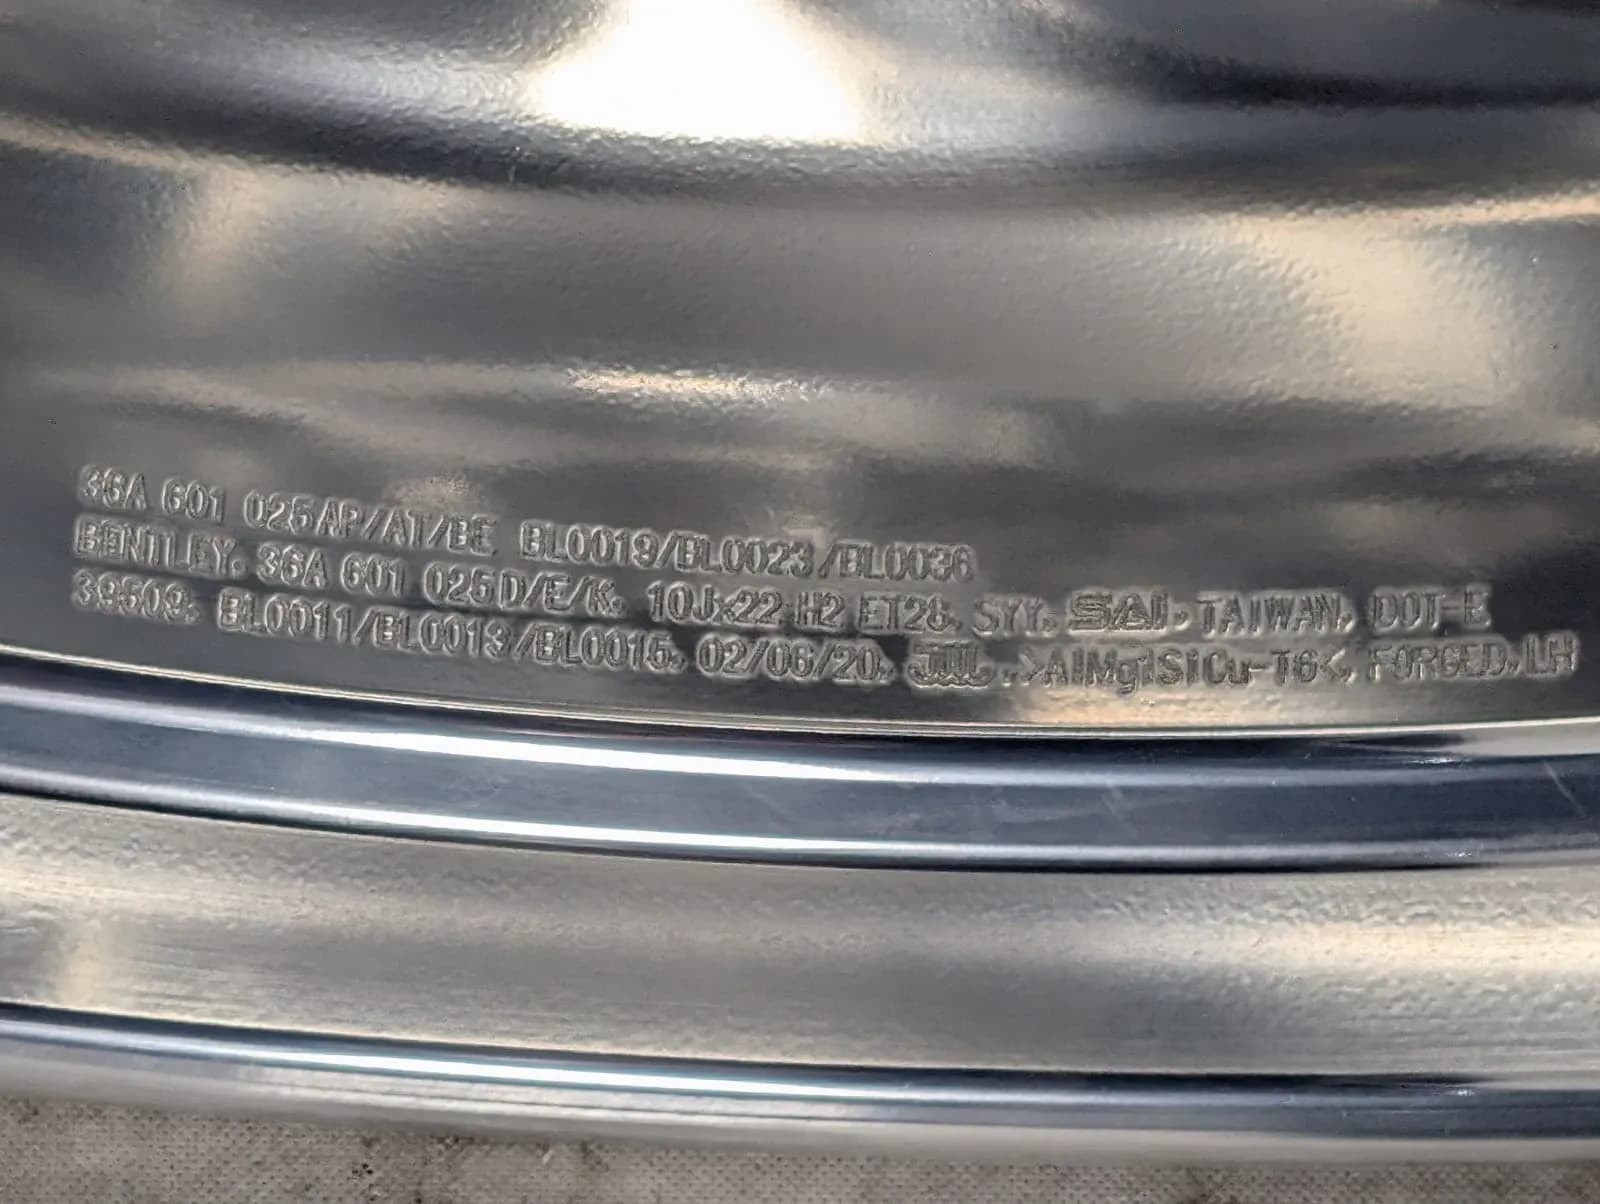 36A 601 025AP/AT/BE BL0019/BL0023/BL0036
BENTLEY, 36A 601 025D/E/K, 10Jx22 H2 ET28, SYY, SAI, TAIWAN, DOT-E
39509, BL0011/BL0013/BL0015, 02/06/20, JWL, >AlMg1SiCu-T6<, FORGED, LH